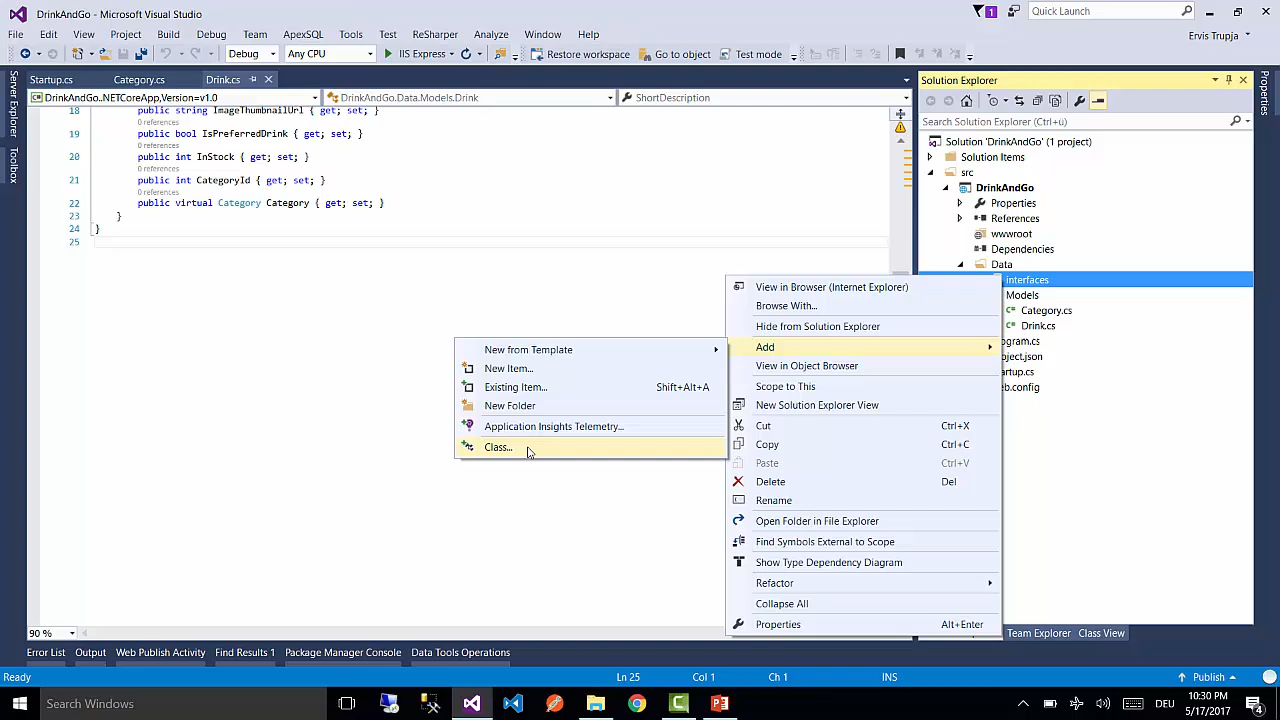 DrinkAndGo - Microsoft Visual Studio
1
Quick Launch
File Edit View Project Build Debug Team ApexSQL Tools Test ReSharper Analyze Window Help
Ervis Trupja
Debug Any CPU IIS Express Restore workspace Go to object Test mode
Server Explorer
Toolbox
Startup.cs Category.cs Drink.cs
DrinkAndGo..NETCoreApp,Version=v1.0 DrinkAndGo.Data.Models.Drink ShortDescription
18 public string ImageThumbnailUrl { get; set; }
0 references
19 public bool IsPreferredDrink { get; set; }
0 references
20 public int InStock { get; set; }
0 references
21 public int CategoryId { get; set; }
0 references
22 public virtual Category Category { get; set; }
23 }
24 }
25
Solution Explorer
Search Solution Explorer (Ctrl+ü)
Solution 'DrinkAndGo' (1 project)
Solution Items
src
DrinkAndGo
Properties
References
wwwroot
Dependencies
Data
interfaces
Models
Category.cs
Drink.cs
ogram.cs
oject.json
artup.cs
eb.config
Properties
View in Browser (Internet Explorer)
Browse With...
Hide from Solution Explorer
Add
View in Object Browser
Scope to This
New Solution Explorer View
Cut Ctrl+X
Copy Ctrl+C
Paste Ctrl+V
Delete Del
Rename
Open Folder in File Explorer
Find Symbols External to Scope
Show Type Dependency Diagram
Refactor
Collapse All
Properties Alt+Enter
New from Template
New Item...
Existing Item... Shift+Alt+A
New Folder
Application Insights Telemetry...
Class...
90 %
Team Explorer Class View
Error List Output Web Publish Activity Find Results 1 Package Manager Console Data Tools Operations
Ready Ln 25 Col 1 Ch 1 INS Publish
Search Windows
DEU
10:30 PM
5/17/2017
4